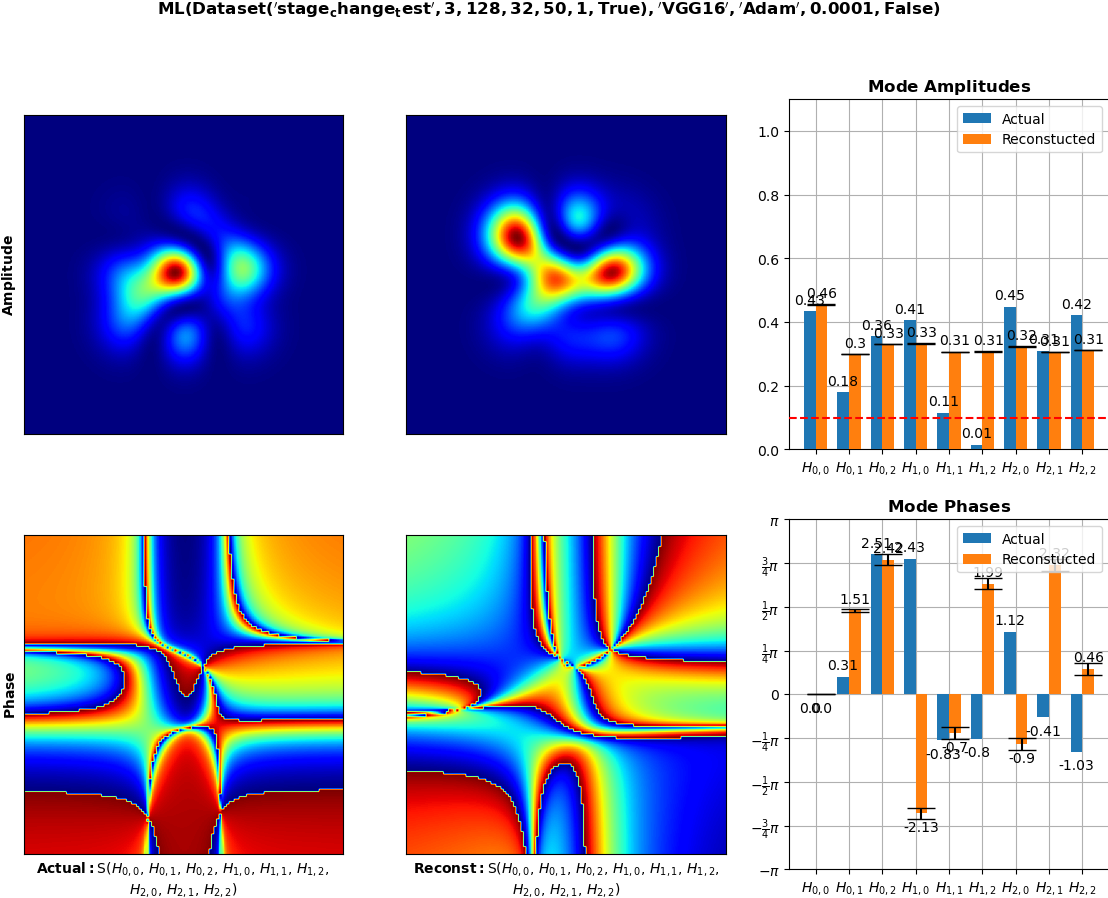 ML(Dataset('stage_change_test', 3, 128, 32, 50, 1, True), 'VGG16', 'Adam', 0.0001, False)
Amplitude
Mode Amplitudes
Actual
Reconstucted
1.0
0.8
0.6
0.4
0.2
0.0
0.43
0.46
0.18
0.3
0.36
0.33
0.41
0.33
0.11
0.31
0.01
0.31
0.45
0.32
0.31
0.31
0.42
0.31
H0,0 H0,1 H0,2 H1,0 H1,1 H1,2 H2,0 H2,1 H2,2
Phase
Mode Phases
Actual
Reconstucted
π
3/4π
1/2π
1/4π
0
−1/4π
−1/2π
−3/4π
−π
0.0
0.0
0.31
1.51
2.51
2.42
2.43
-2.13
-0.83
-0.7
-0.8
1.99
1.12
-0.9
-0.41
2.32
-1.03
0.46
H0,0 H0,1 H0,2 H1,0 H1,1 H1,2 H2,0 H2,1 H2,2
Actual: S(H0,0, H0,1, H0,2, H1,0, H1,1, H1,2,
H2,0, H2,1, H2,2)
Reconst: S(H0,0, H0,1, H0,2, H1,0, H1,1, H1,2,
H2,0, H2,1, H2,2)